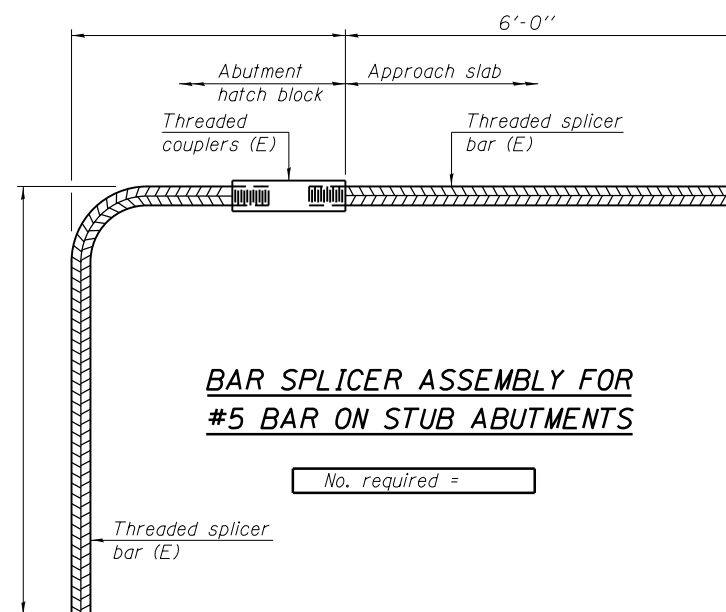 6'-0"
Abutment
hatch block
Approach slab
Threaded
couplers (E)
Threaded splicer
bar (E)
BAR SPLICER ASSEMBLY FOR
#5 BAR ON STUB ABUTMENTS
No. required =
Threaded splicer
bar (E)